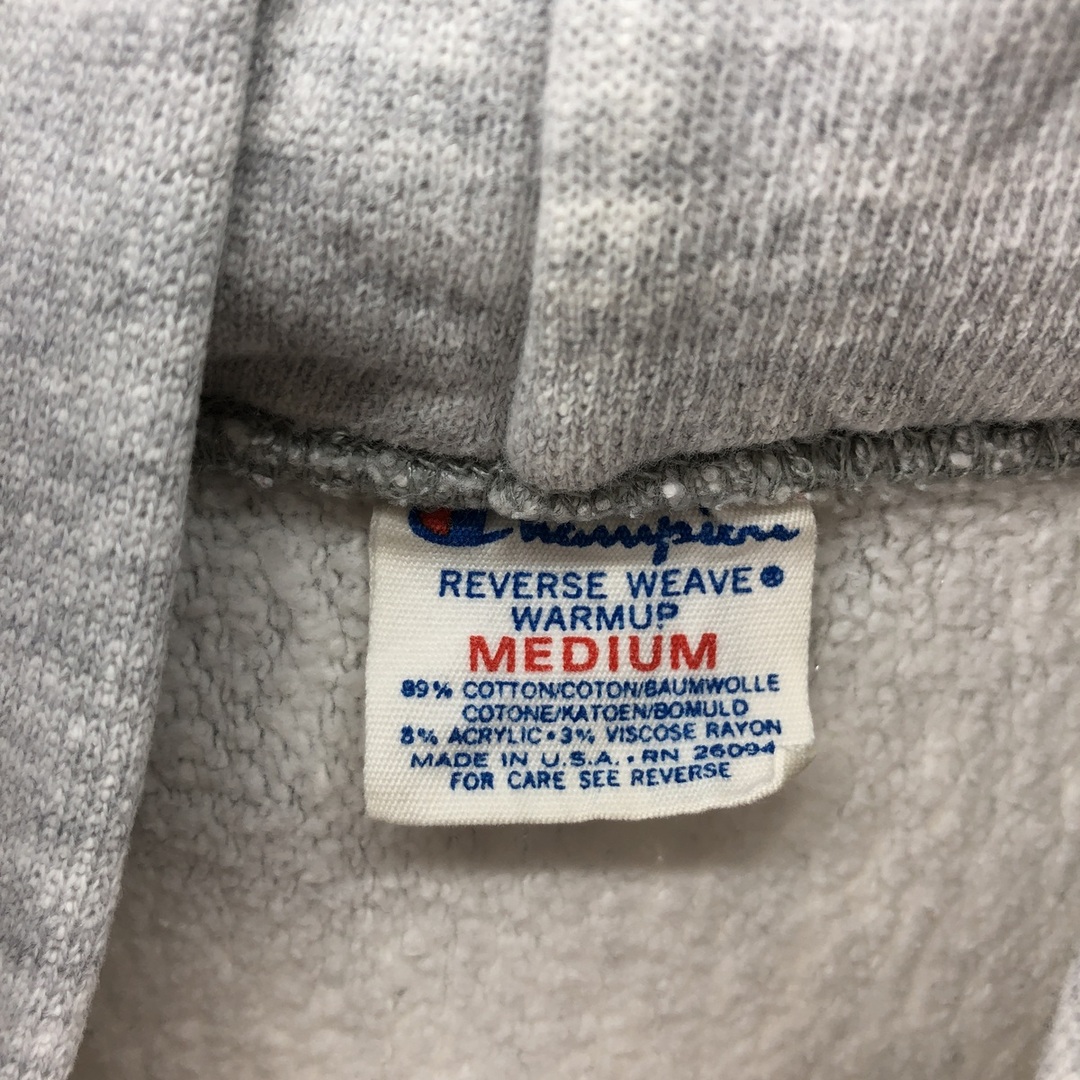 Champion
REVERSE WEAVE®
WARMUP
MEDIUM
89% COTTON/COTON/BAUMWOLLE
COTONE/KATOEN/BOMULD
8% ACRYLIC • 3% VISCOSE RAYON
MADE IN U.S.A. • RN 26094
FOR CARE SEE REVERSE